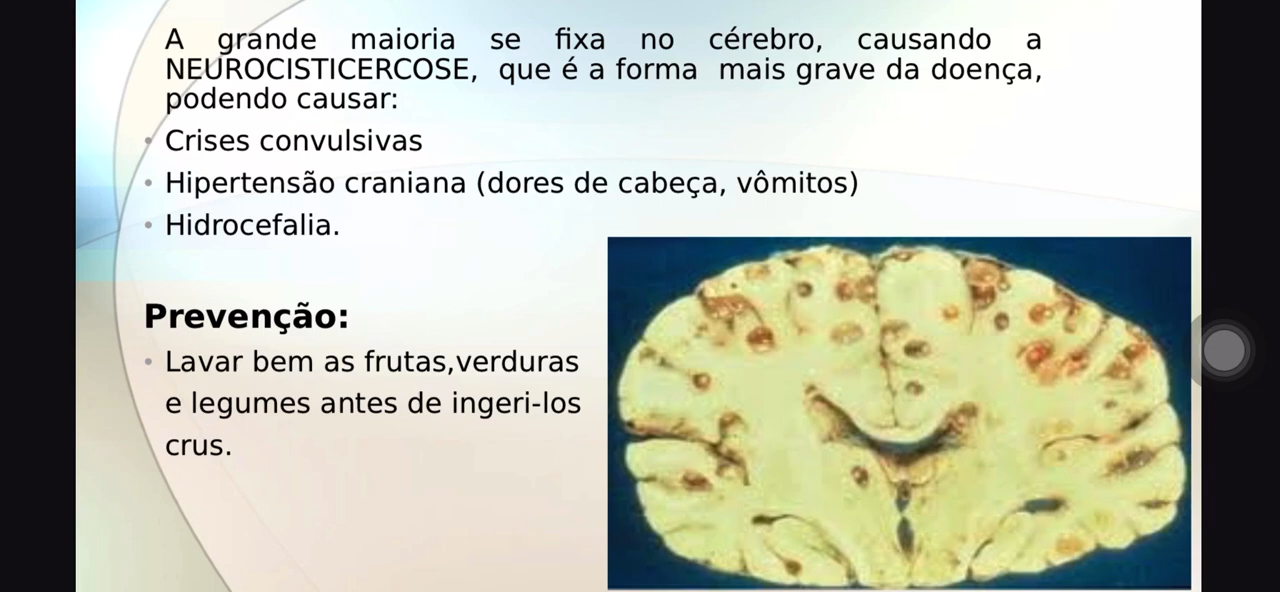 A grande maioria se fixa no cérebro, causando a
NEUROCISTICERCOSE, que é a forma mais grave da doença,
podendo causar:
• Crises convulsivas
• Hipertensão craniana (dores de cabeça, vômitos)
• Hidrocefalia.
Prevenção:
• Lavar bem as frutas,verduras
e legumes antes de ingeri-los
crus.